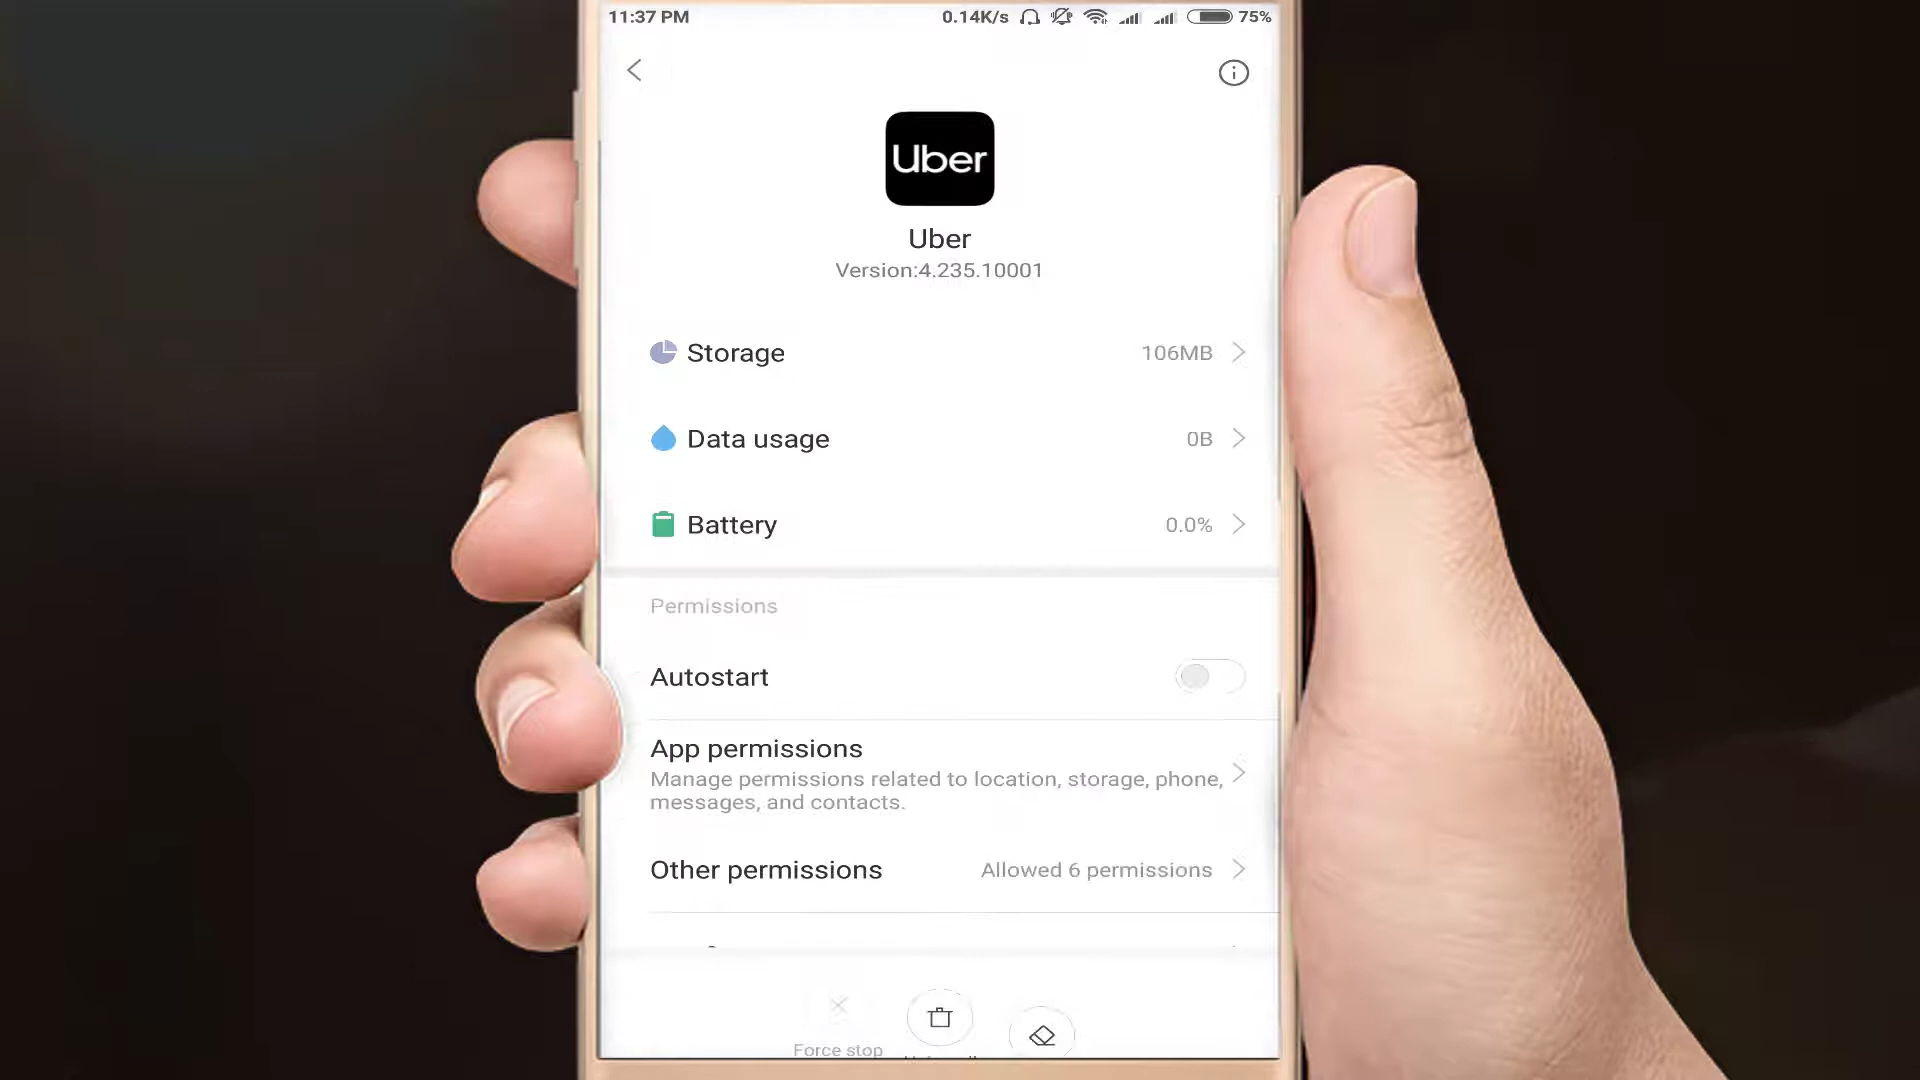 11:37 PM 0.14K/s 75%
Uber
Uber
Version:4.235.10001
Storage 106MB
Data usage 0B
Battery 0.0%
Permissions
Autostart
App permissions
Manage permissions related to location, storage, phone,
messages, and contacts.
Other permissions Allowed 6 permissions
Force stop